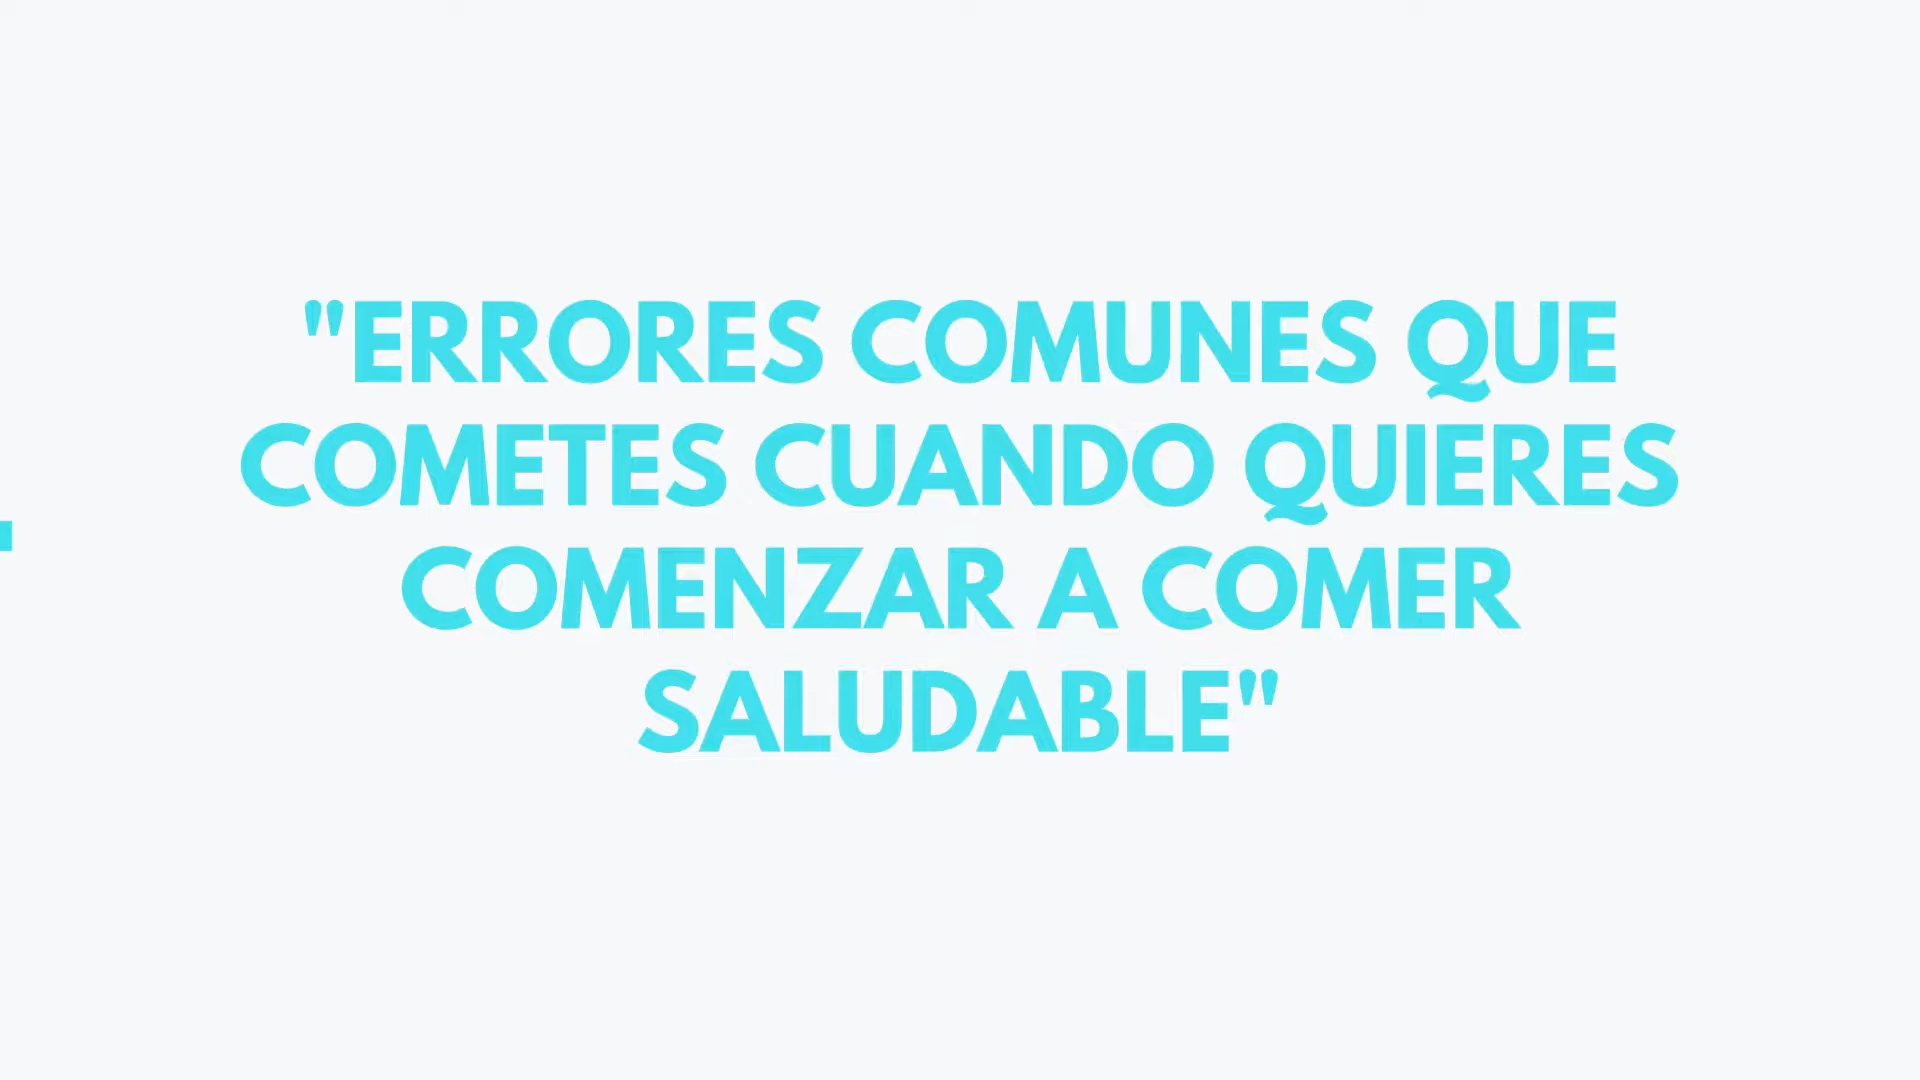 "ERRORES COMUNES QUE
COMETES CUANDO QUIERES
COMENZAR A COMER
SALUDABLE"